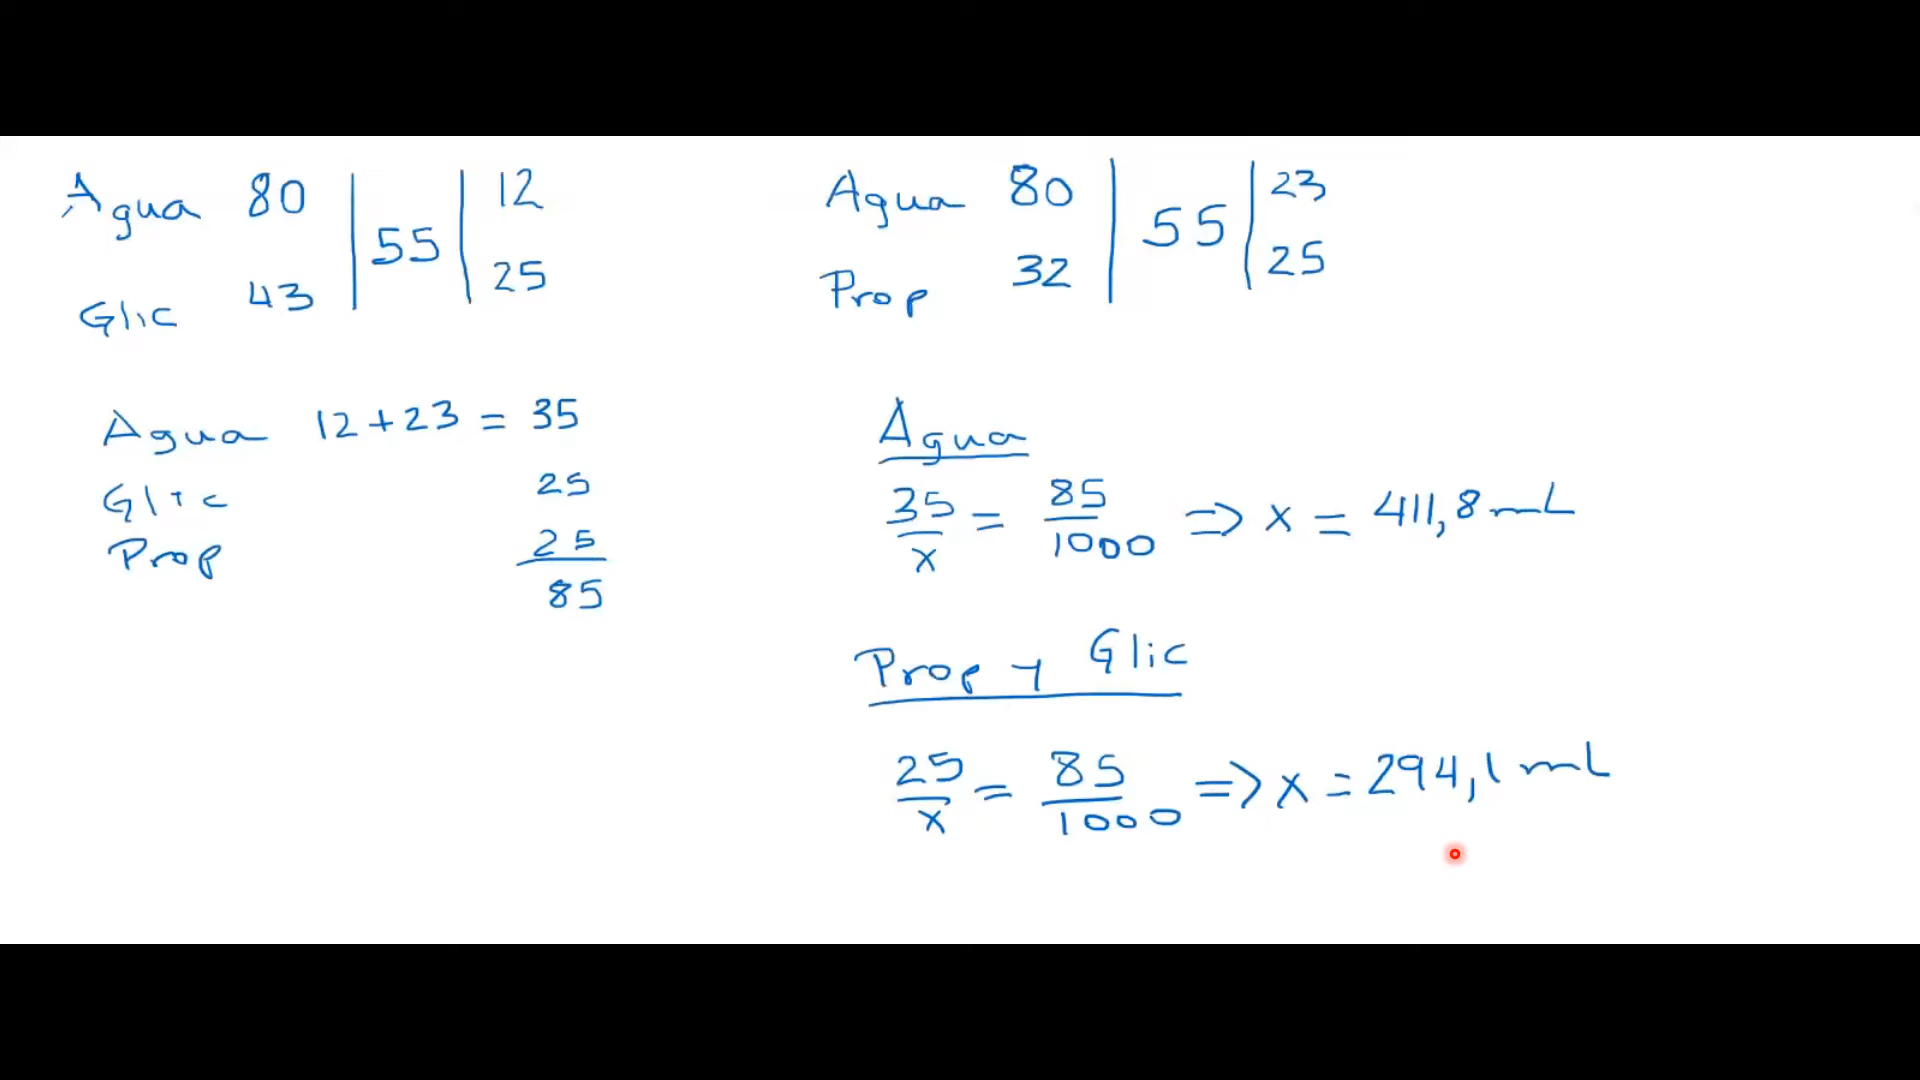 Agua 80 | 55 | 12
Glic 43 25
Agua 80 | 55 | 23
Prop 32 25
Agua 12+23 = 35
Glic 25
Prop 25
85
Agua
35/x = 85/1000 => x = 411,8 mL
Prop y Glic
25/x = 85/1000 => x = 294,1 mL